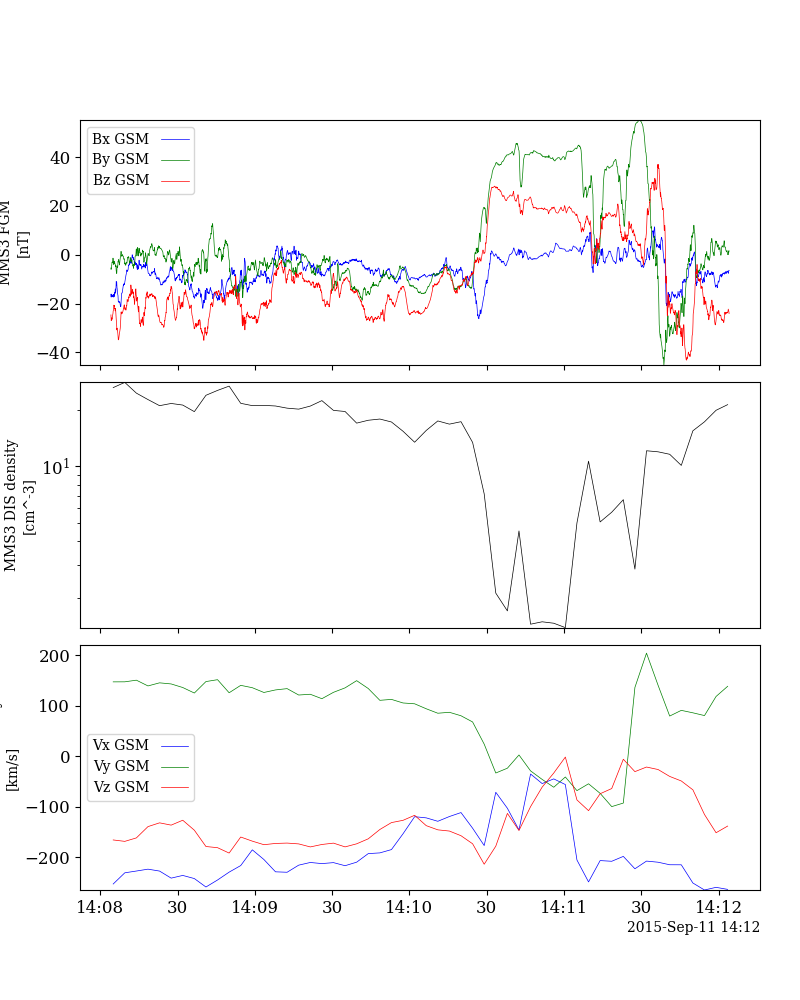 MMS3 FGM
[nT]
40
20
0
−20
−40
Bx GSM
By GSM
Bz GSM
MMS3 DIS density
[cm^-3]
10^1
[km/s]
200
100
0
−100
−200
Vx GSM
Vy GSM
Vz GSM
14:08
30
14:09
30
14:10
30
14:11
30
14:12
2015-Sep-11 14:12